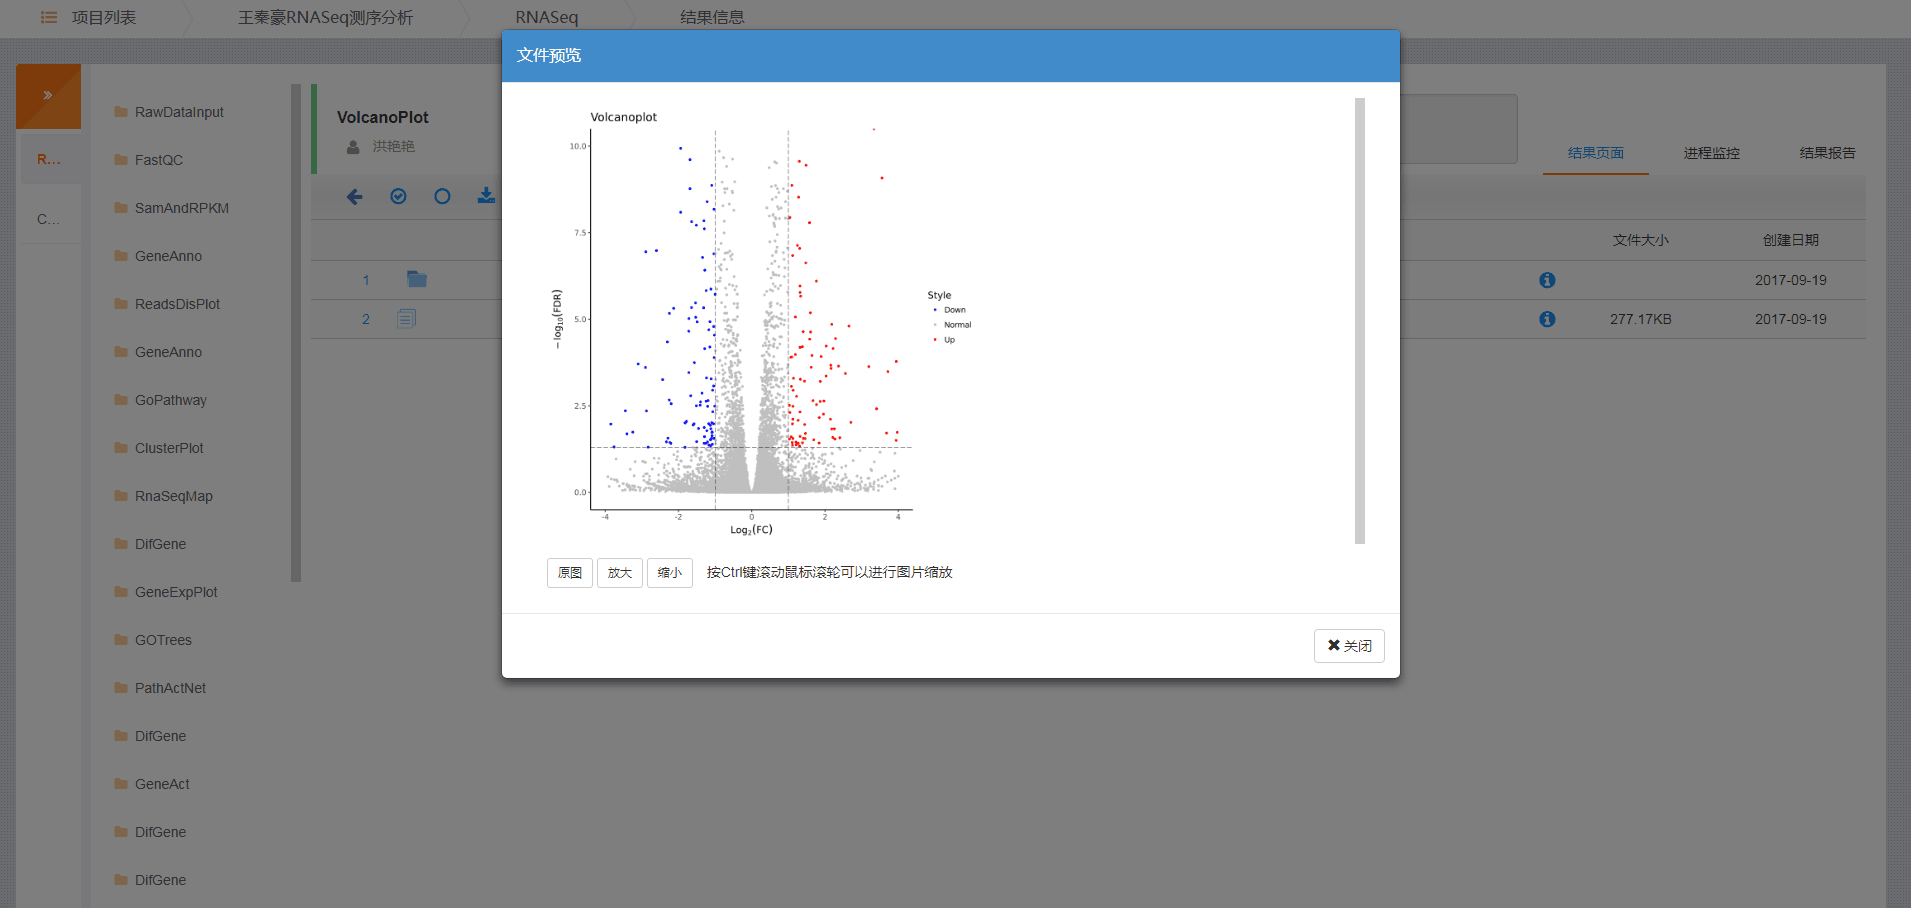 项目列表
王秦豪RNASeq测序分析
RNASeq
结果信息
文件预览
»
R...
C...
RawDataInput
FastQC
SamAndRPKM
GeneAnno
ReadsDisPlot
GeneAnno
GoPathway
ClusterPlot
RnaSeqMap
DifGene
GeneExpPlot
GOTrees
PathActNet
DifGene
GeneAct
DifGene
DifGene
VolcanoPlot
洪艳艳
1
2
Volcanoplot
10.0
7.5
5.0
2.5
0.0
−log10(FDR)
-4
-2
0
2
4
Log2(FC)
Style
Down
Normal
Up
原图
放大
缩小
按Ctrl键滚动鼠标滚轮可以进行图片缩放
关闭
结果页面
进程监控
结果报告
文件大小
创建日期
2017-09-19
277.17KB
2017-09-19